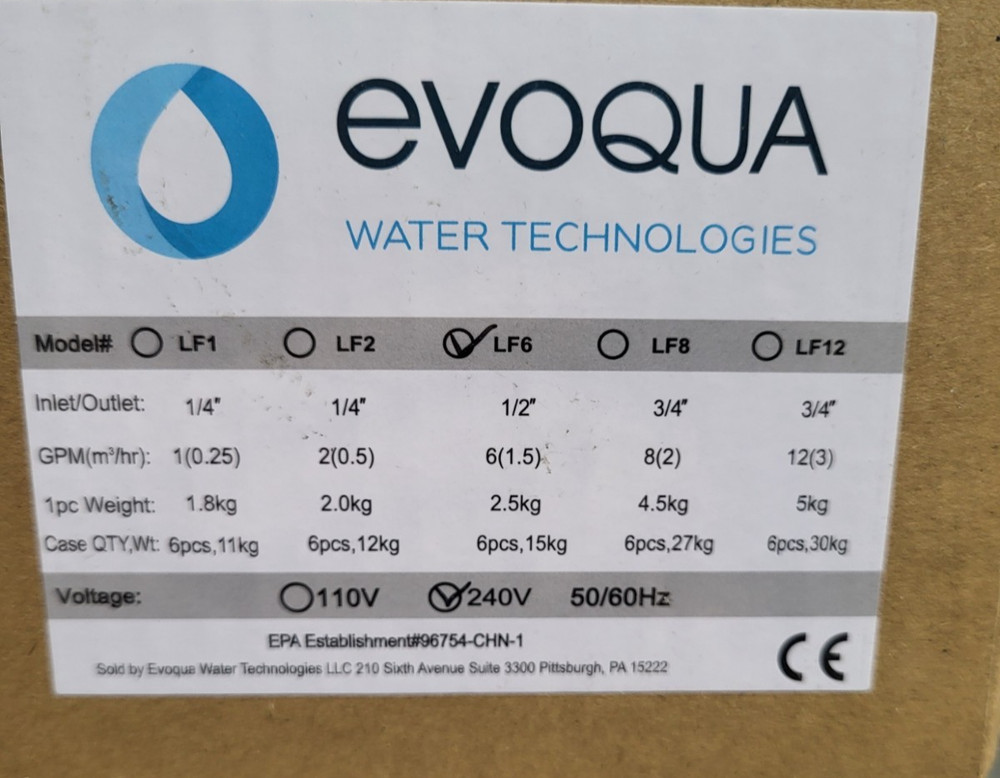 evoQUA
WATER TECHNOLOGIES
Model# LF1 LF2 LF6 LF8 LF12
Inlet/Outlet: 1/4" 1/4" 1/2" 3/4" 3/4"
GPM(m³/hr): 1(0.25) 2(0.5) 6(1.5) 8(2) 12(3)
1pc Weight: 1.8kg 2.0kg 2.5kg 4.5kg 5kg
Case QTY,Wt: 6pcs,11kg 6pcs,12kg 6pcs,15kg 6pcs,27kg 6pcs,30kg
Voltage: 110V 240V 50/60Hz
EPA Establishment#96754-CHN-1
Sold by Evoqua Water Technologies LLC 210 Sixth Avenue Suite 3300 Pittsburgh, PA 15222
CE